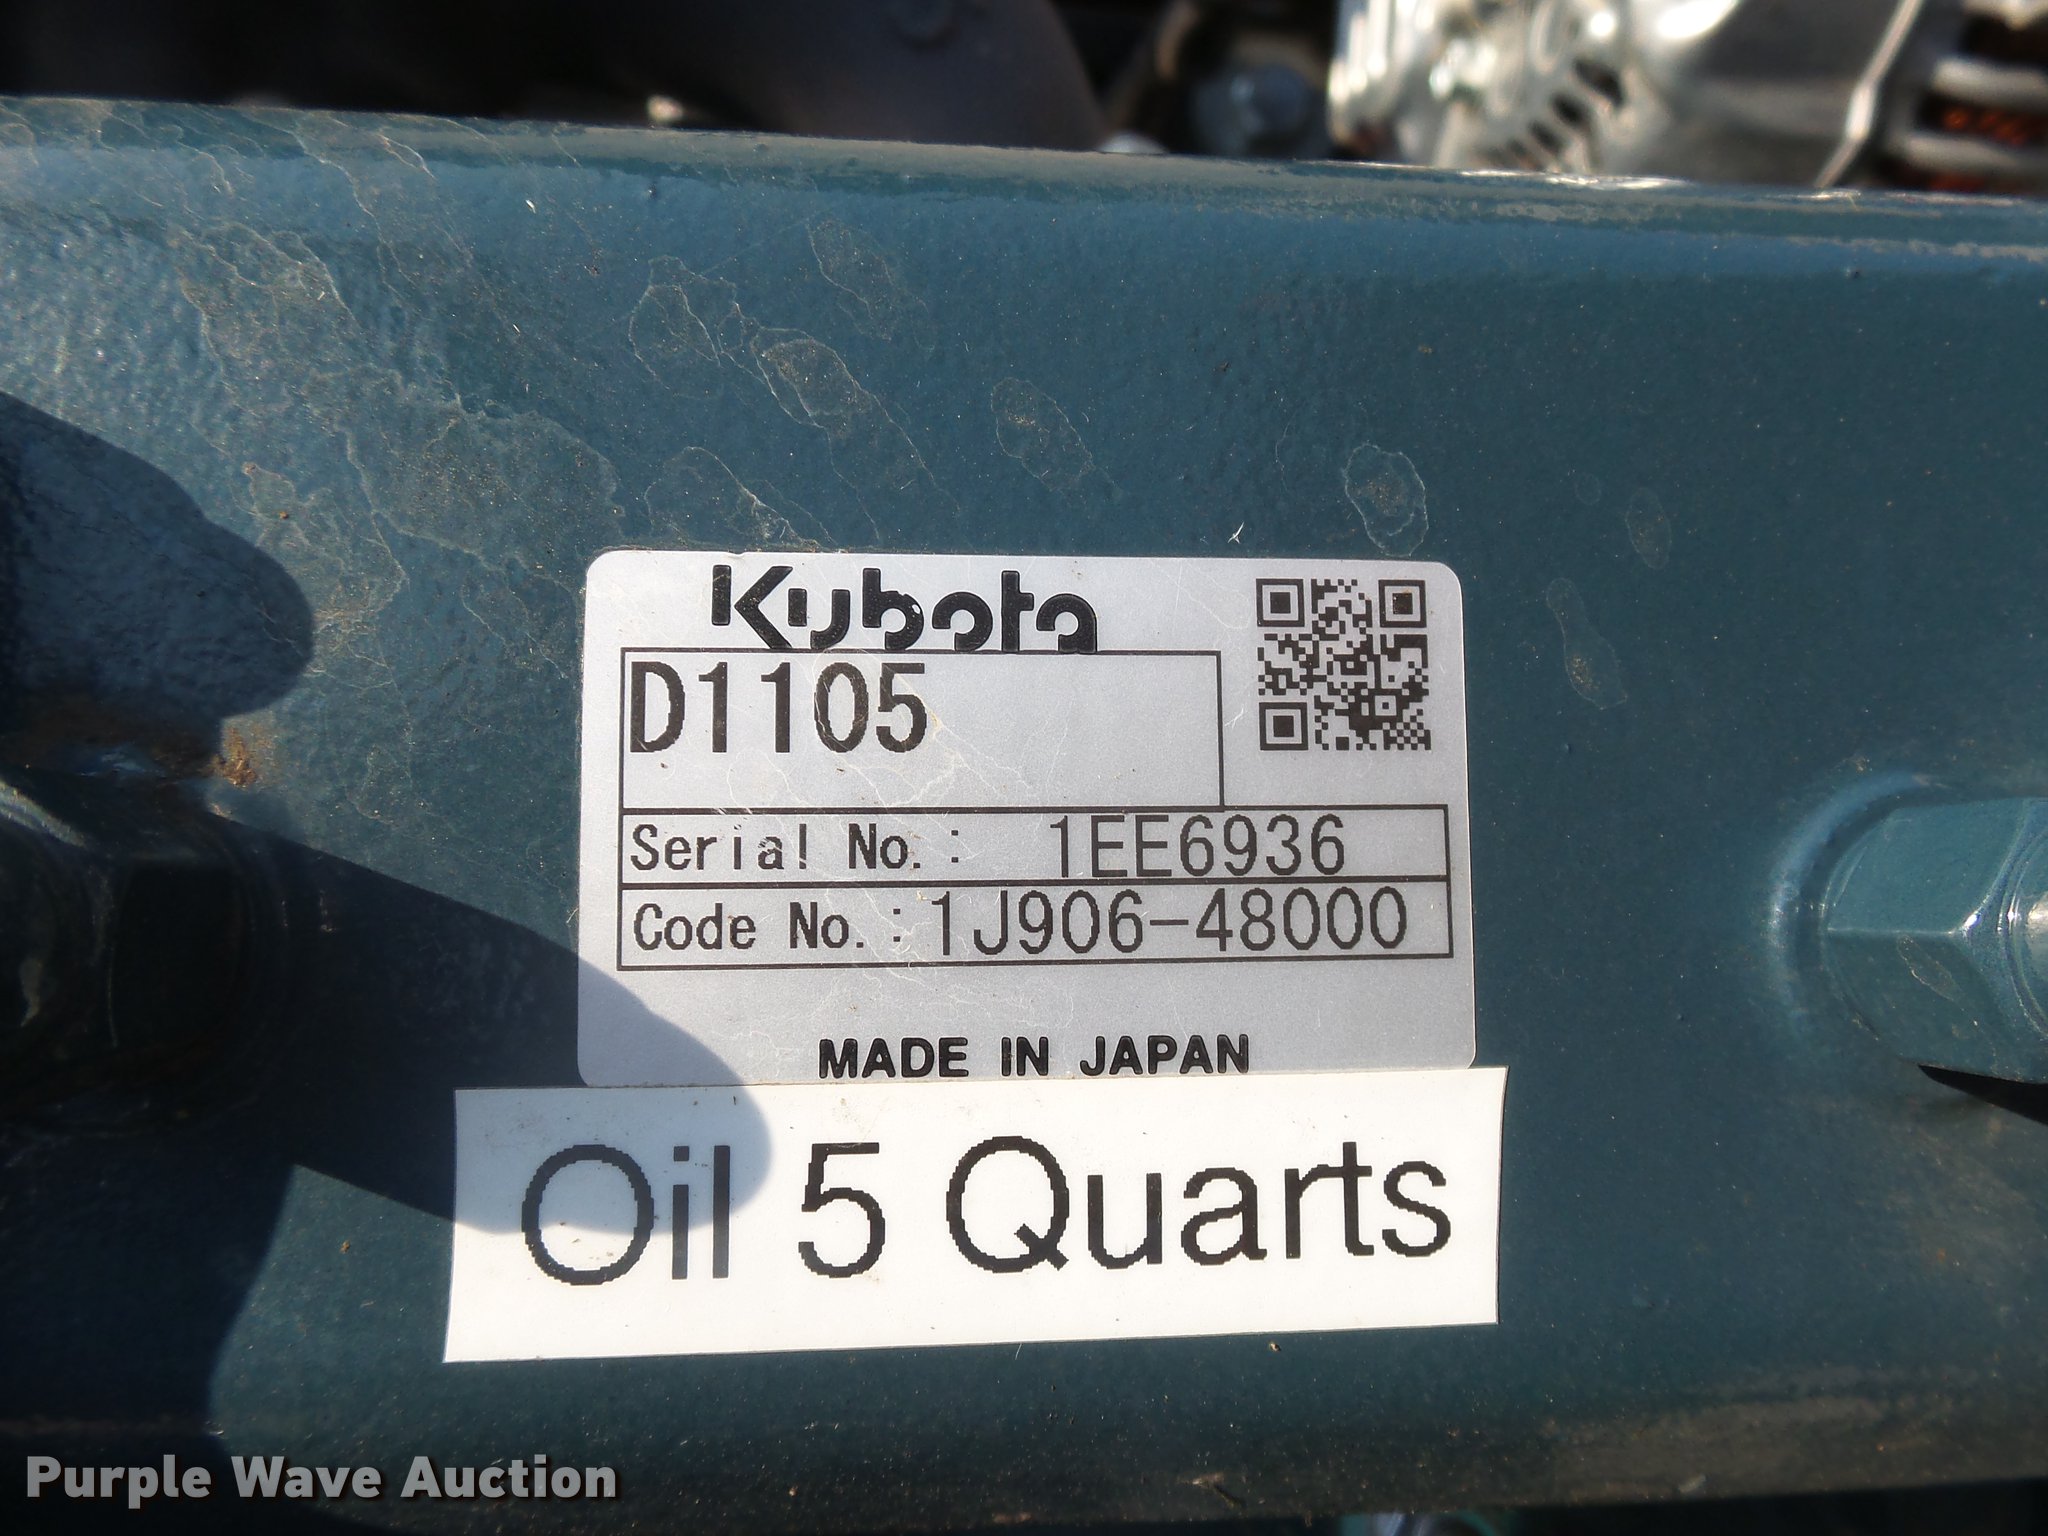 Kubota
D1105
Serial No.: 1EE6936
Code No.: 1J906-48000
MADE IN JAPAN
Oil 5 Quarts
Purple Wave Auction